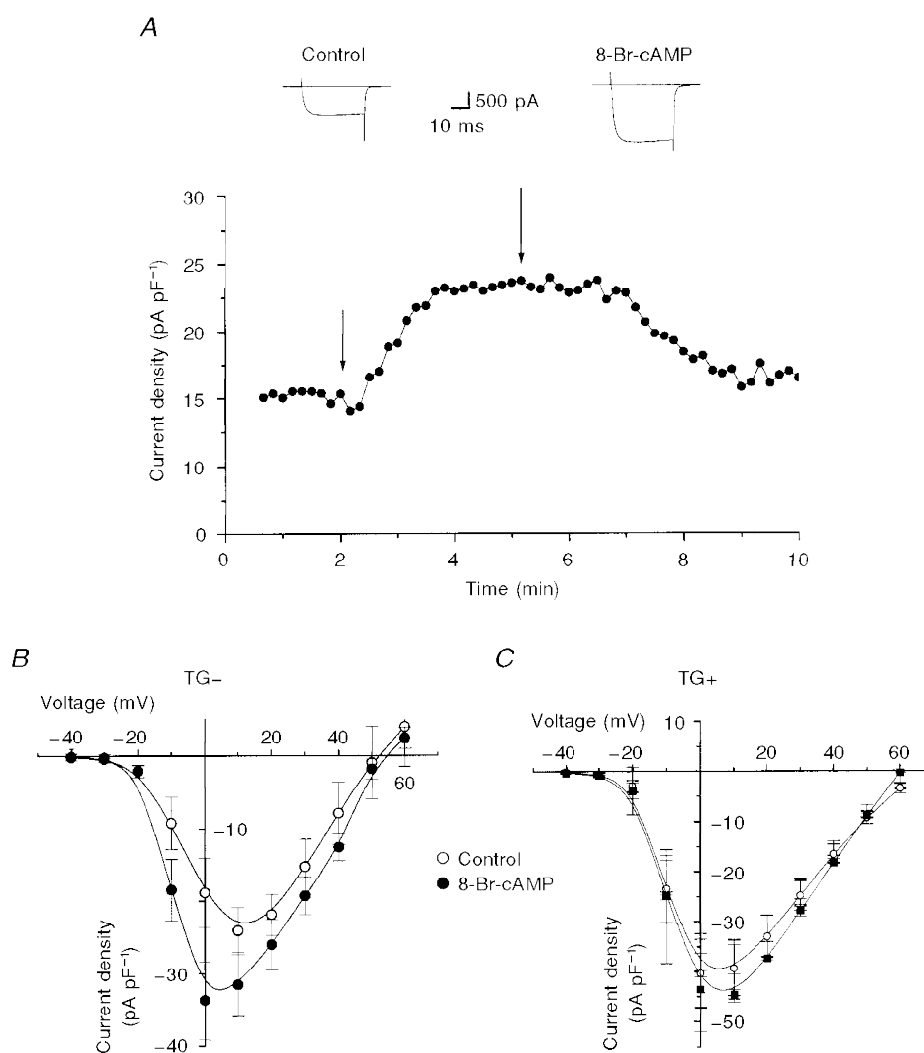 A
Control
8-Br-cAMP
500 pA
10 ms
30
25
20
15
10
0
Current density (pA pF⁻¹)
0 2 4 6 8 10
Time (min)
B
TG−
Voltage (mV)
−40 −20 20 40 60
−10
−30
−40
Current density
(pA pF⁻¹)
Control
8-Br-cAMP
C
TG+
Voltage (mV)
10
−40 −20 20 40 60
−10
−20
−30
−50
Current density
(pA pF⁻¹)